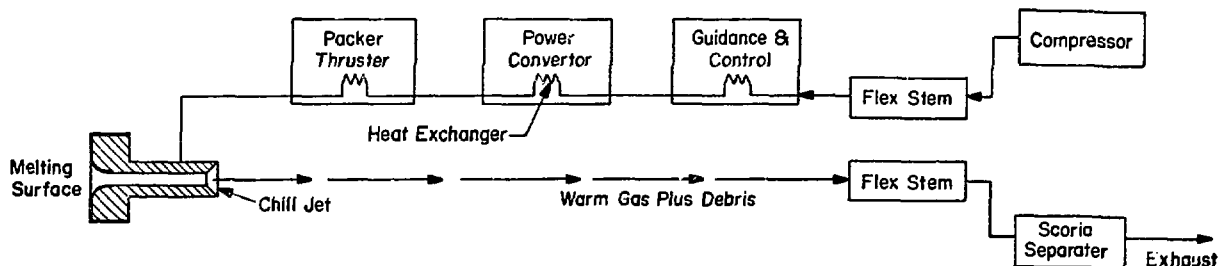 Packer
Thruster
Power
Convertor
Guidance &
Control
Compressor
Flex Stem
Heat Exchanger
Melting
Surface
Chill Jet
Warm Gas Plus Debris
Flex Stem
Scoria
Separater
Exhaust